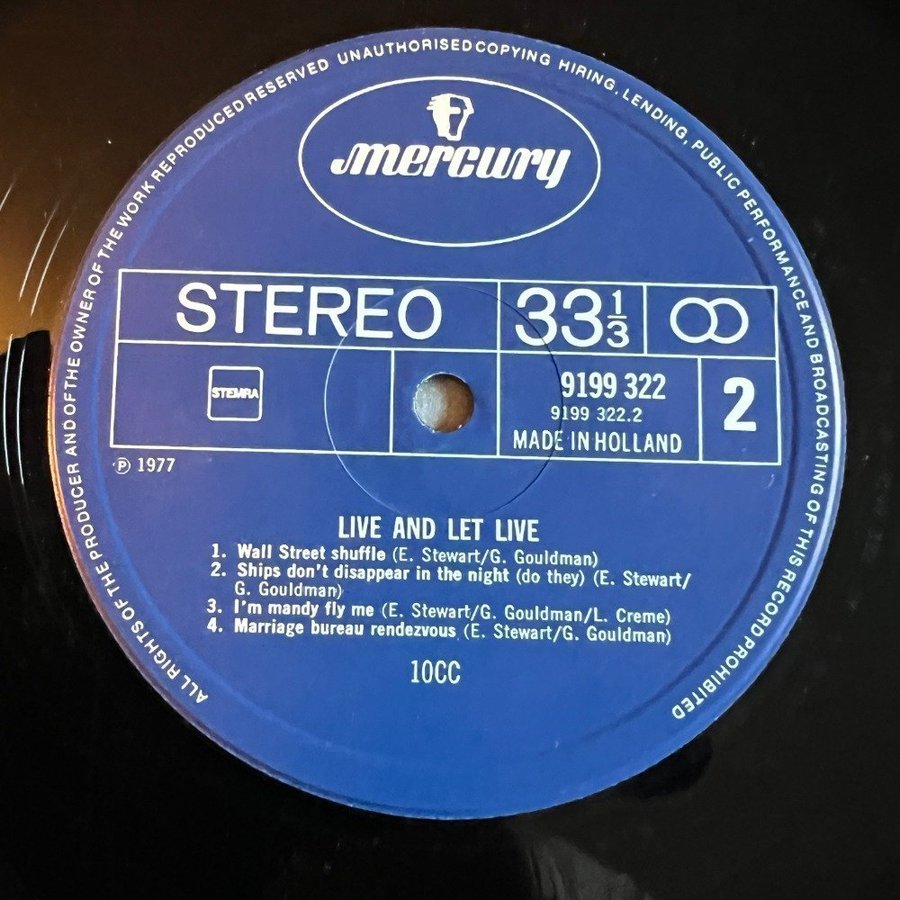 ALL RIGHTS OF THE PRODUCER AND OF THE OWNER OF THE WORK REPRODUCED RESERVED UNAUTHORISED COPYING HIRING, LENDING, PUBLIC PERFORMANCE AND BROADCASTING OF THIS RECORD PROHIBITED
mercury
STEREO 33 1/3
STEMRA
9199 322
9199 322.2
MADE IN HOLLAND
2
℗ 1977
LIVE AND LET LIVE
1. Wall Street shuffle (E. Stewart/G. Gouldman)
2. Ships don't disappear in the night (do they) (E. Stewart/
G. Gouldman)
3. I'm mandy fly me (E. Stewart/G. Gouldman/L. Creme)
4. Marriage bureau rendezvous (E. Stewart/G. Gouldman)
10CC